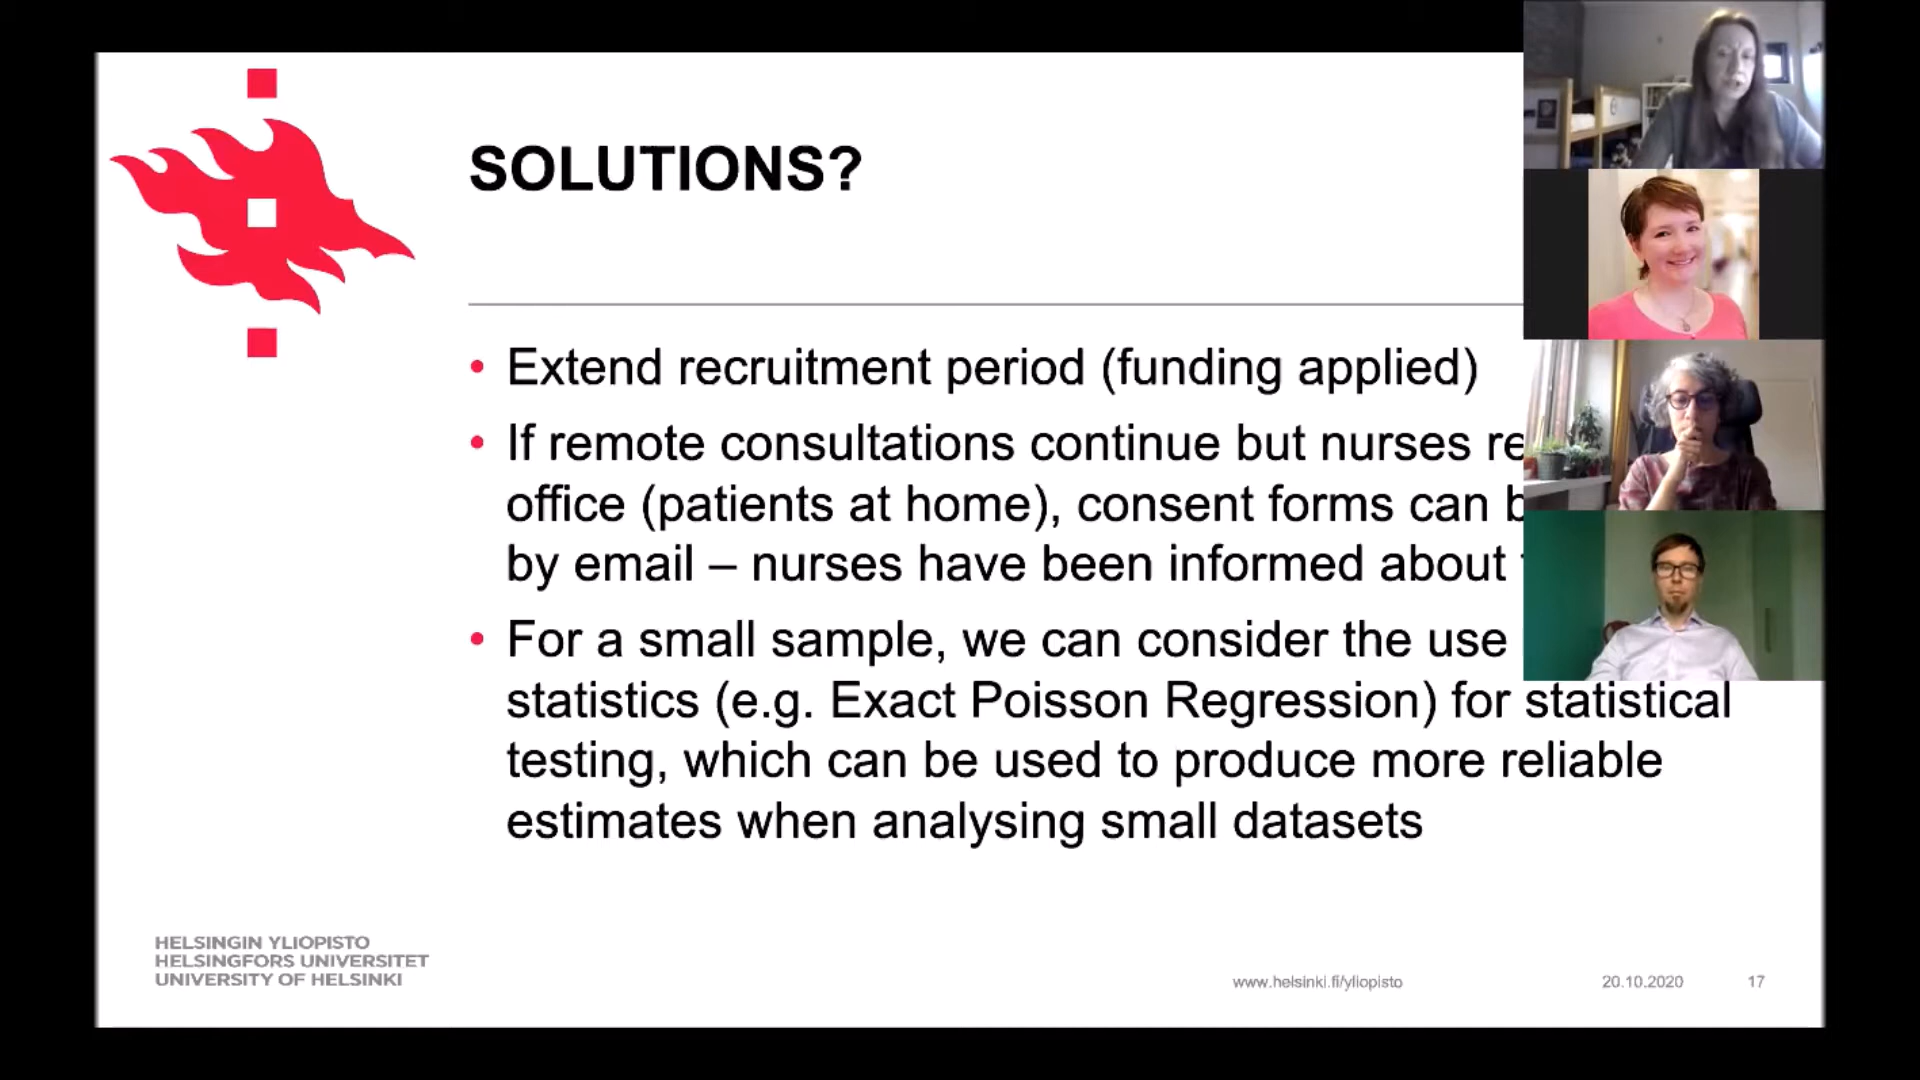 SOLUTIONS?
• Extend recruitment period (funding applied)
• If remote consultations continue but nurses
office (patients at home), consent forms can
by email – nurses have been informed about
• For a small sample, we can consider the use
statistics (e.g. Exact Poisson Regression) for statistical
testing, which can be used to produce more reliable
estimates when analysing small datasets
HELSINGIN YLIOPISTO
HELSINGFORS UNIVERSITET
UNIVERSITY OF HELSINKI
www.helsinki.fi/yliopisto
20.10.2020
17